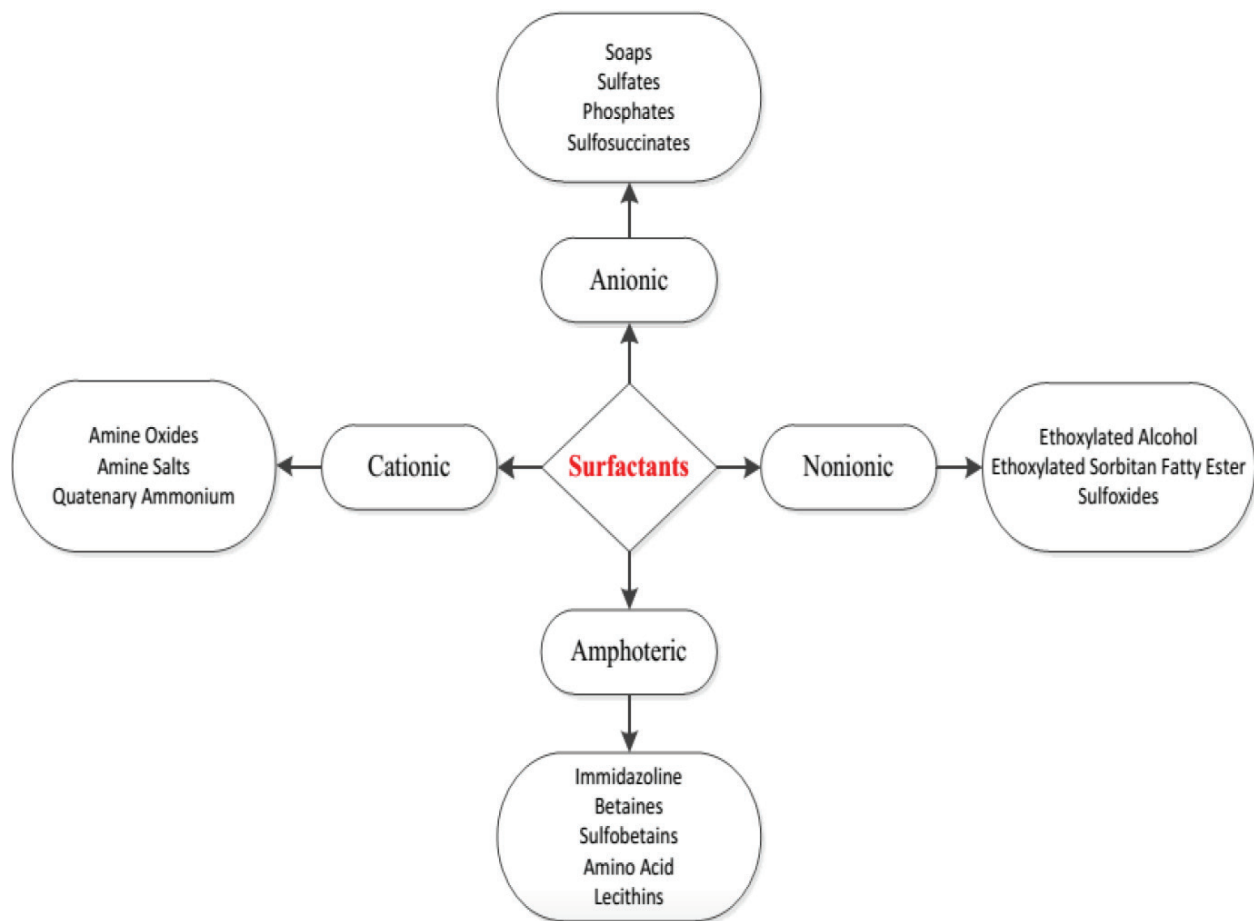 Soaps
Sulfates
Phosphates
Sulfosuccinates
Anionic
Amine Oxides
Amine Salts
Quatenary Ammonium
Cationic
Surfactants
Nonionic
Ethoxylated Alcohol
Ethoxylated Sorbitan Fatty Ester
Sulfoxides
Amphoteric
Immidazoline
Betaines
Sulfobetains
Amino Acid
Lecithins